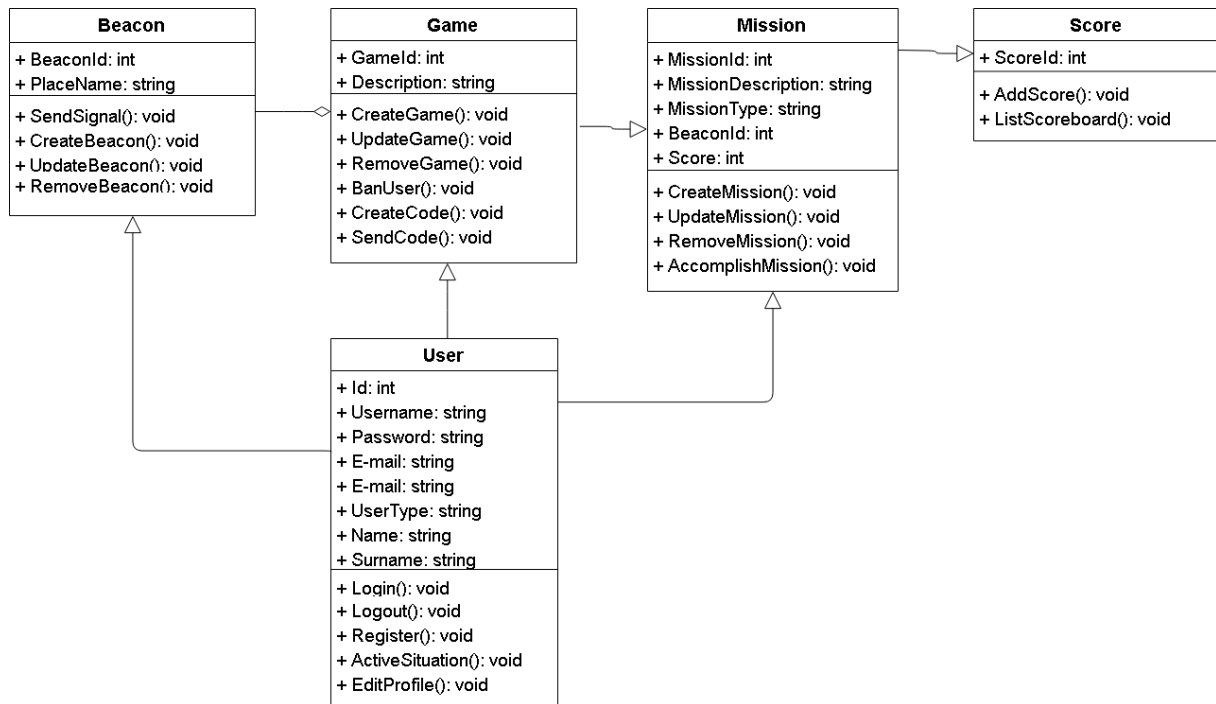 Beacon
+ BeaconId: int
+ PlaceName: string
+ SendSignal(): void
+ CreateBeacon(): void
+ UpdateBeacon(): void
+ RemoveBeacon(): void
Game
+ GameId: int
+ Description: string
+ CreateGame(): void
+ UpdateGame(): void
+ RemoveGame(): void
+ BanUser(): void
+ CreateCode(): void
+ SendCode(): void
Mission
+ MissionId: int
+ MissionDescription: string
+ MissionType: string
+ BeaconId: int
+ Score: int
+ CreateMission(): void
+ UpdateMission(): void
+ RemoveMission(): void
+ AccomplishMission(): void
Score
+ ScoreId: int
+ AddScore(): void
+ ListScoreboard(): void
User
+ Id: int
+ Username: string
+ Password: string
+ E-mail: string
+ E-mail: string
+ UserType: string
+ Name: string
+ Surname: string
+ Login(): void
+ Logout(): void
+ Register(): void
+ ActiveSituation(): void
+ EditProfile(): void